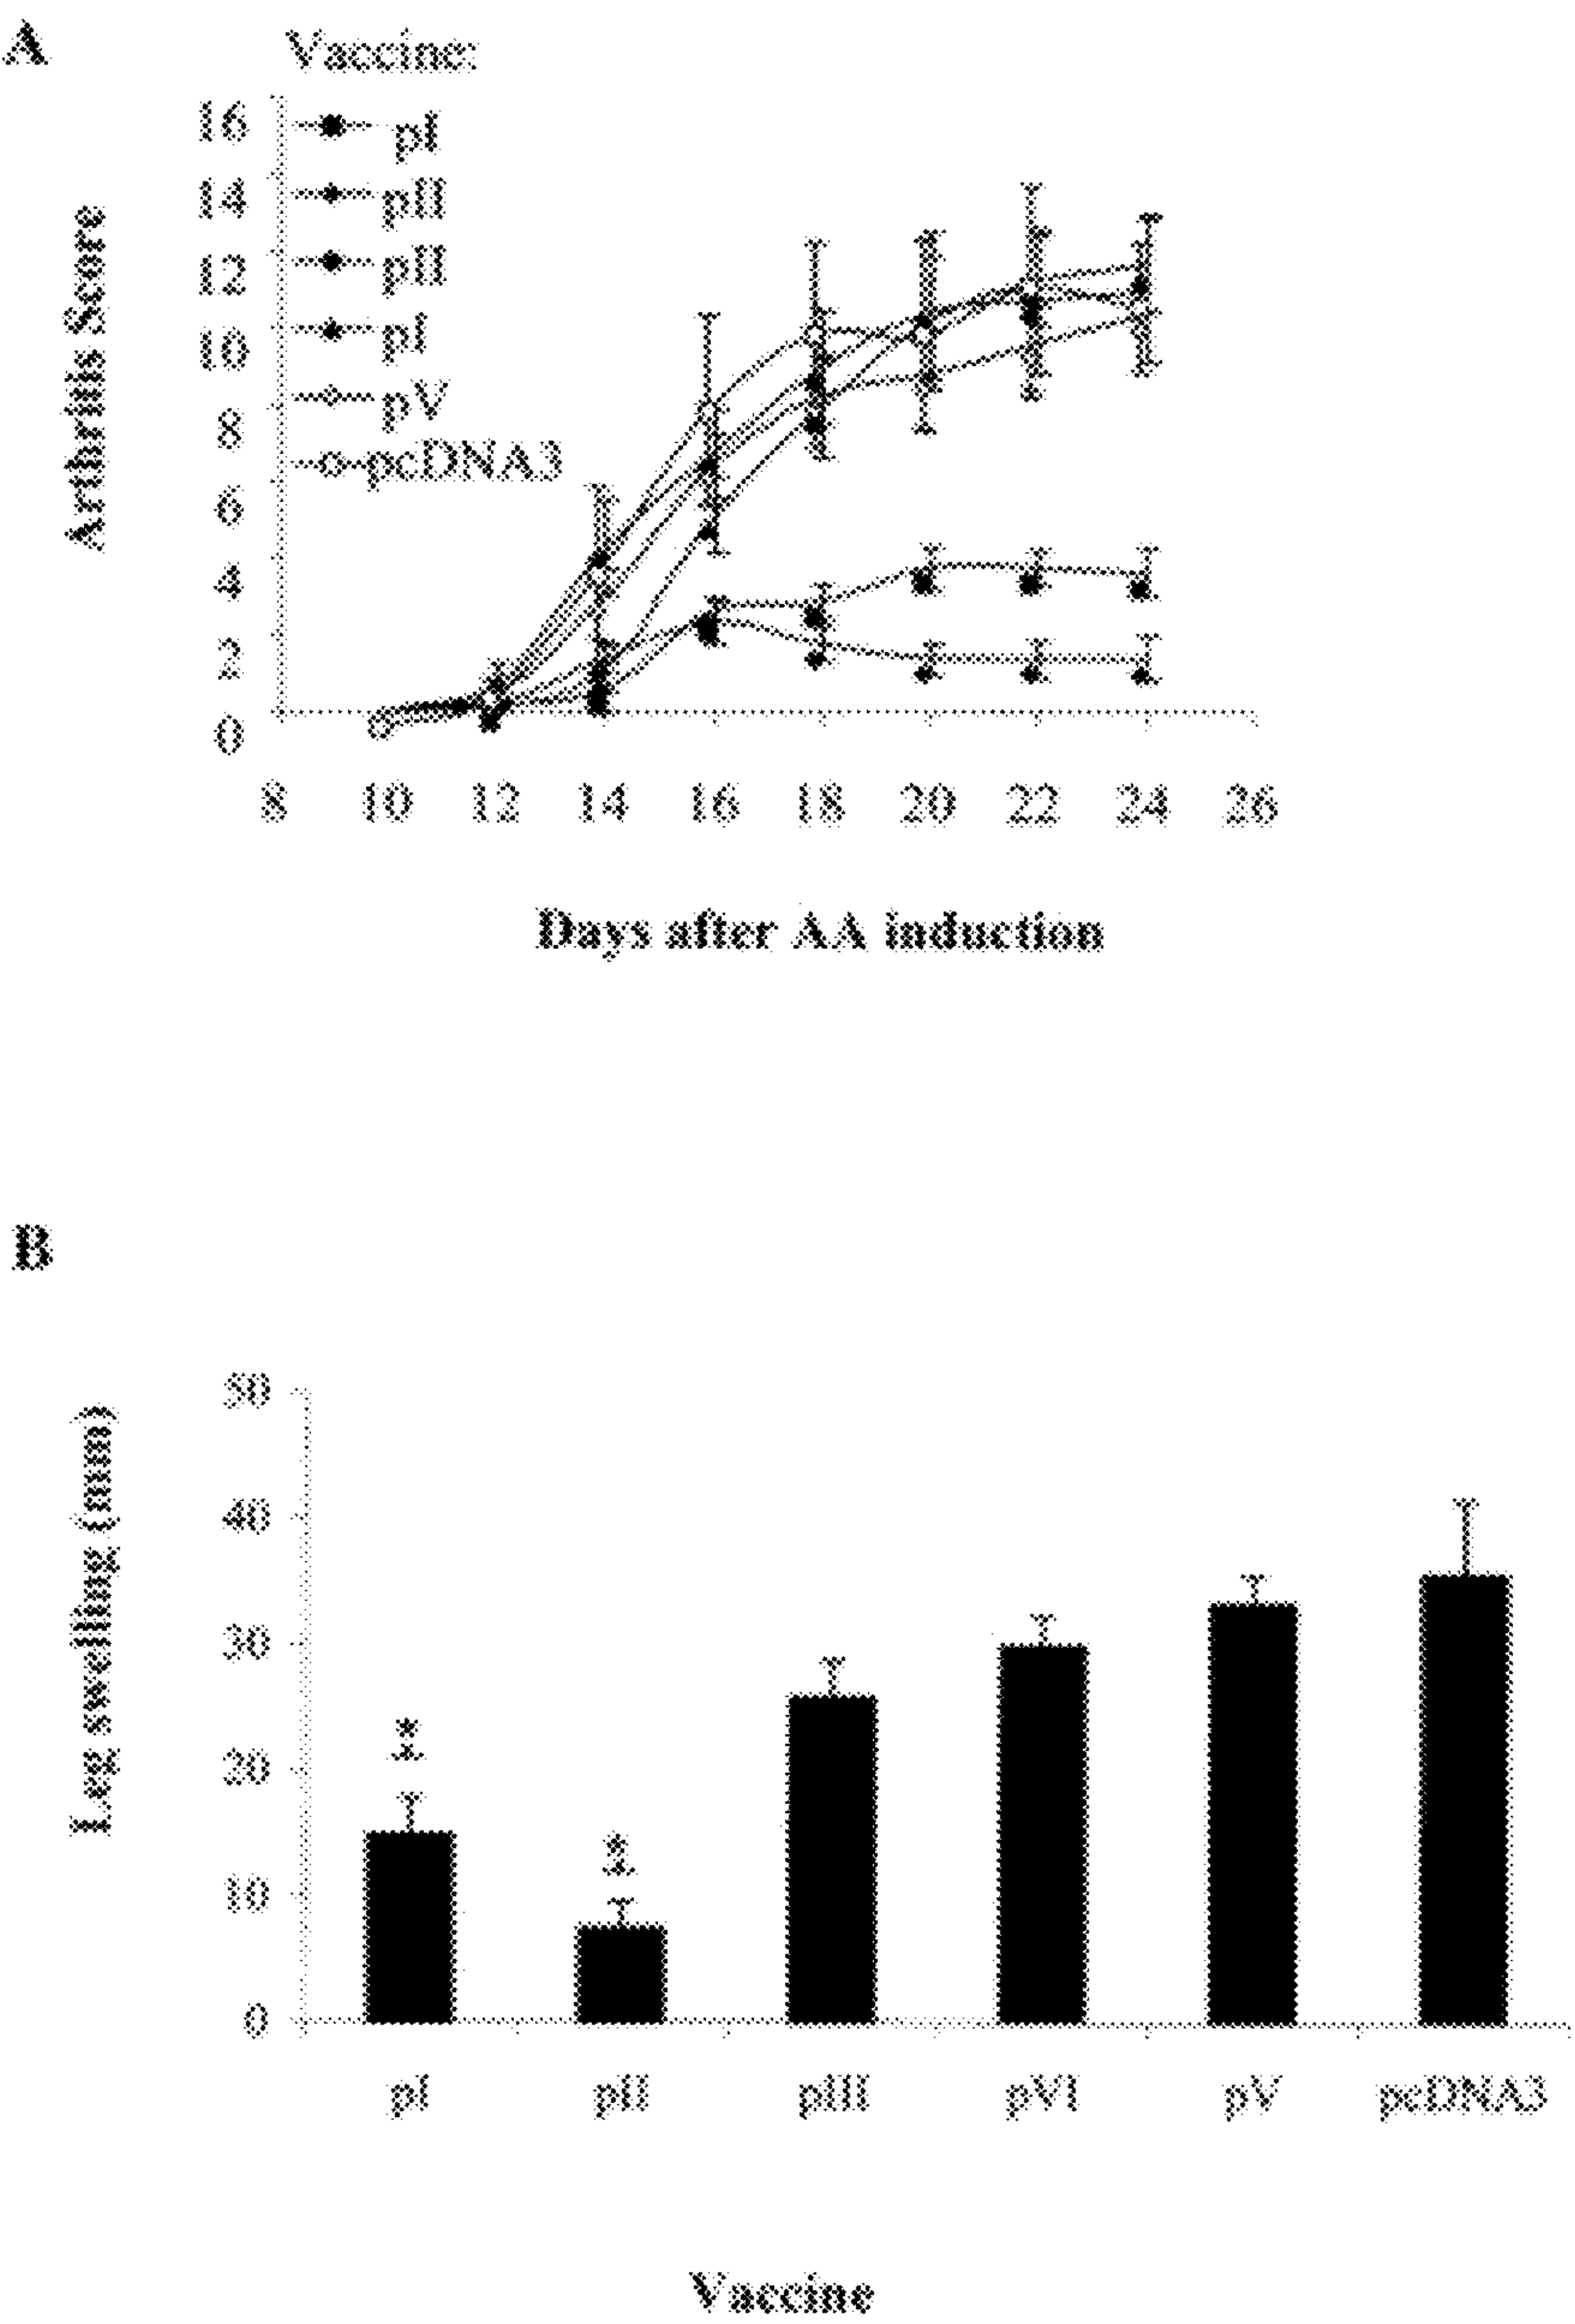 A
Vaccine:
16
14
12
10
8
6
4
2
0
pI
pII
pII
pI
pV
pcDNA3
Arthritis Score
8 10 12 14 16 18 20 22 24 26
Days after AA induction
B
50
40
30
20
10
0
Leg swelling (mm)
*
*
pI pII pIII pVI pV pcDNA3
Vaccine